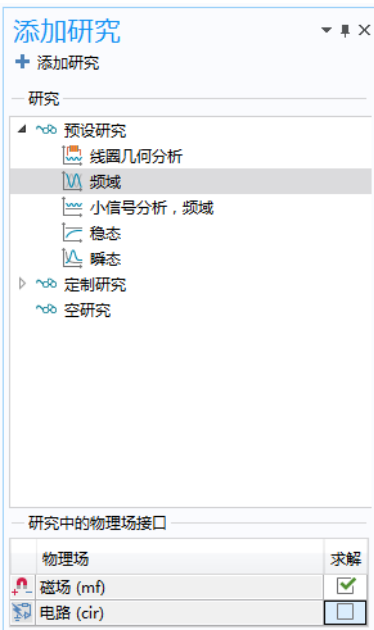 添加研究
添加研究
研究
预设研究
线圈几何分析
频域
小信号分析，频域
稳态
瞬态
定制研究
空研究
研究中的物理场接口
物理场 求解
磁场 (mf)
电路 (cir)